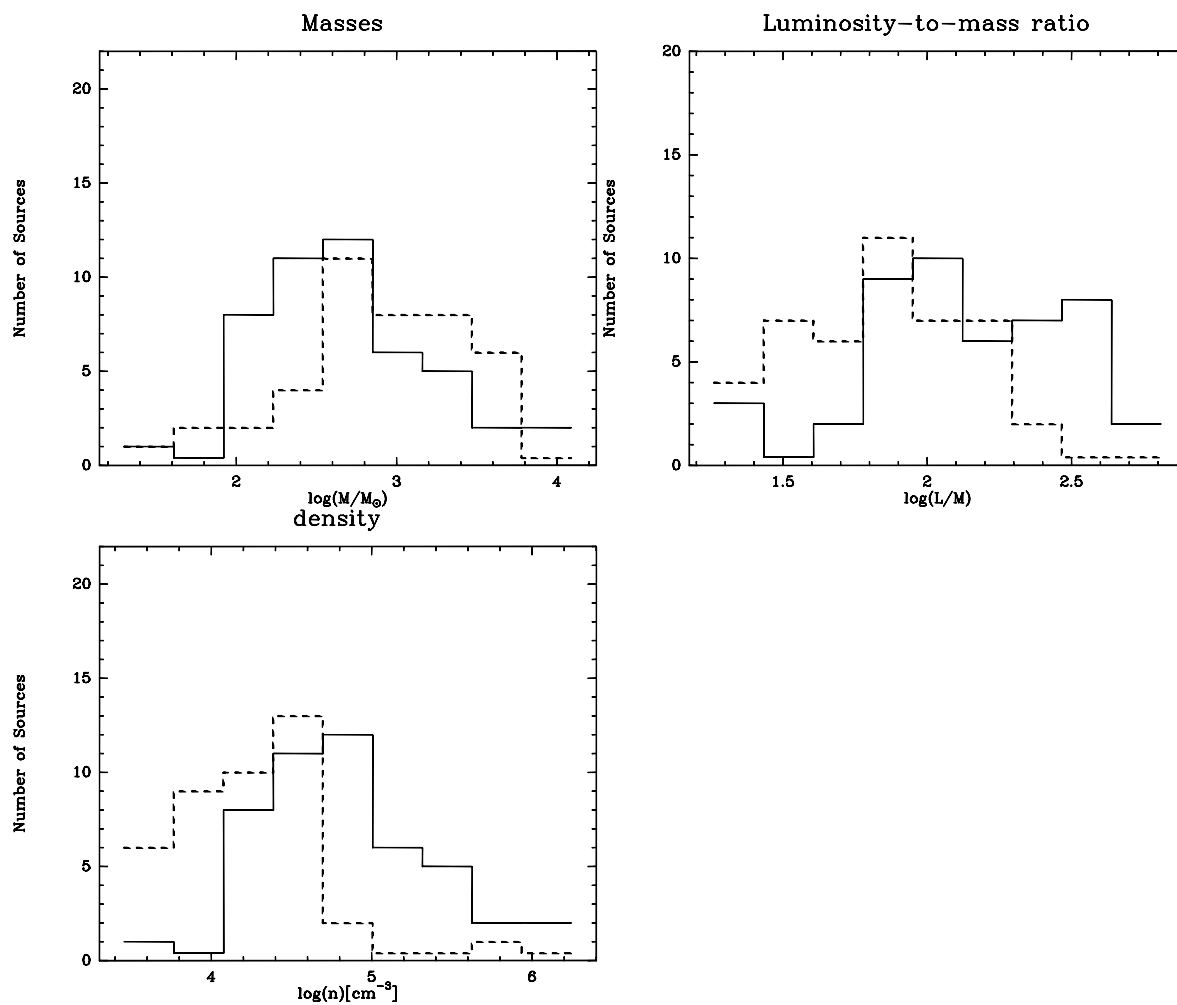 Masses
Number of Sources
20
15
10
5
0
2
3
4
log(M/M☉)
Luminosity-to-mass ratio
Number of Sources
20
15
10
5
0
1.5
2
2.5
log(L/M)
density
Number of Sources
20
15
10
5
0
4
5
6
log(n)[cm⁻³]